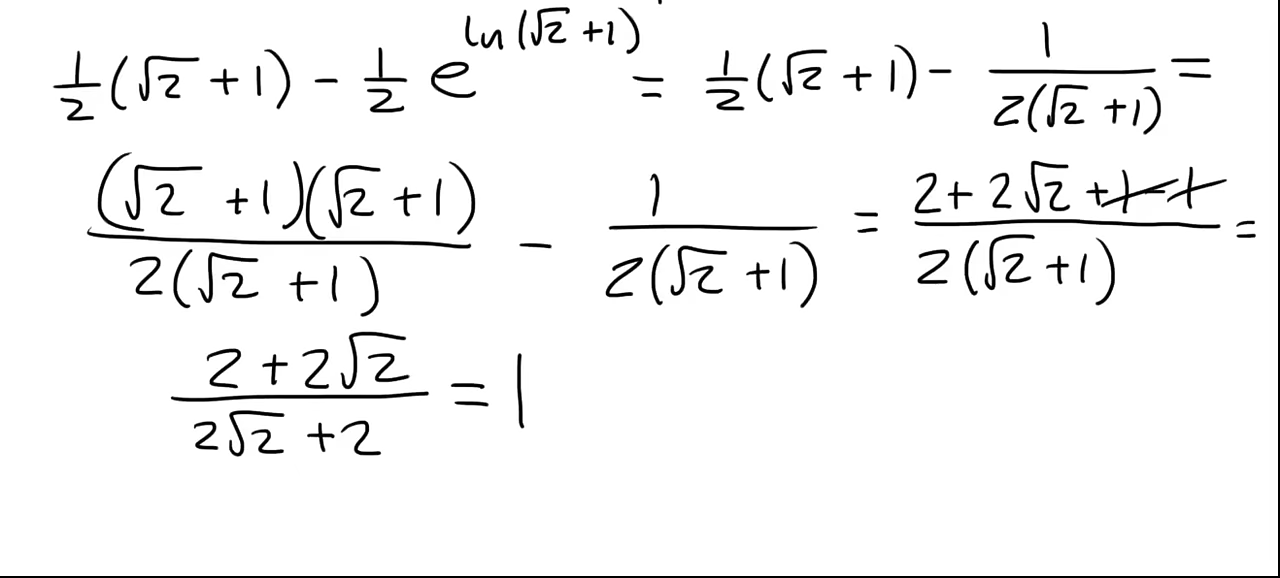 ½(√2 + 1) − ½ e^{ln(√2 + 1)} = ½(√2 + 1) − 1/(2(√2 + 1)) =
((√2 + 1)(√2 + 1))/(2(√2 + 1)) − 1/(2(√2 + 1)) = (2 + 2√2 + 1 − 1)/(2(√2 + 1)) =
(2 + 2√2)/(2√2 + 2) = 1